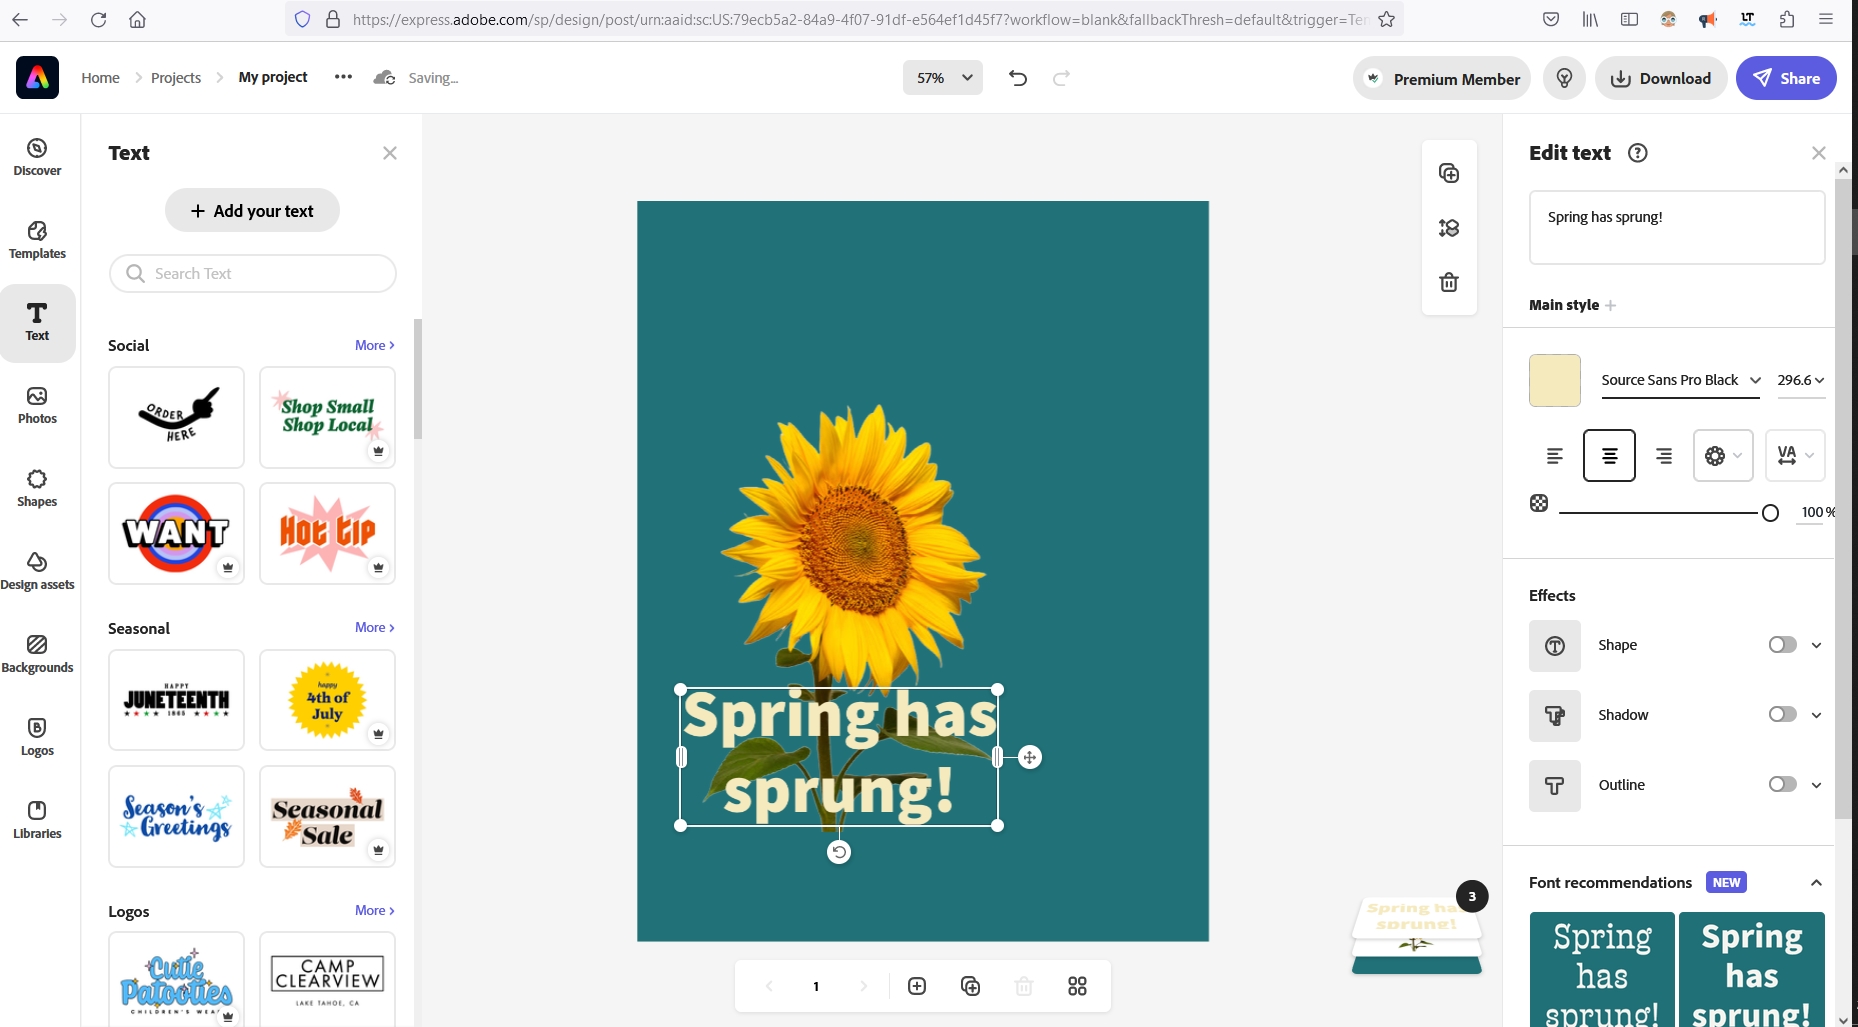 https://express.adobe.com/sp/design/post/urn:aaid:sc:US:79ecb5a2-84a9-4f07-91df-e564ef1d45f7?workflow=blank&fallbackThresh=default&trigger=Ter
LT
Home
Projects
My project
Saving...
57%
Premium Member
Download
Share
Discover
Templates
Text
Photos
Shapes
Design assets
Backgrounds
Logos
Libraries
Text
+ Add your text
Search Text
Social
More >
ORDER
HERE
Shop Small
Shop Local
WANT
Hot tip
Seasonal
More >
HAPPY
JUNETEENTH
1865
happy
4th of
July
Season's
Greetings
Seasonal
Sale
Logos
More >
Cutie
Patooties
CHILDREN'S WEAR
CAMP
CLEARVIEW
LAKE TAHOE, CA
Spring has
sprung!
1
3
Spring has
sprung!
Edit text
?
Spring has sprung!
Main style +
Source Sans Pro Black
296.6
VA
100 %
Effects
Shape
Shadow
Outline
Font recommendations
NEW
Spring
has
sprung!
Spring
has
sprung!